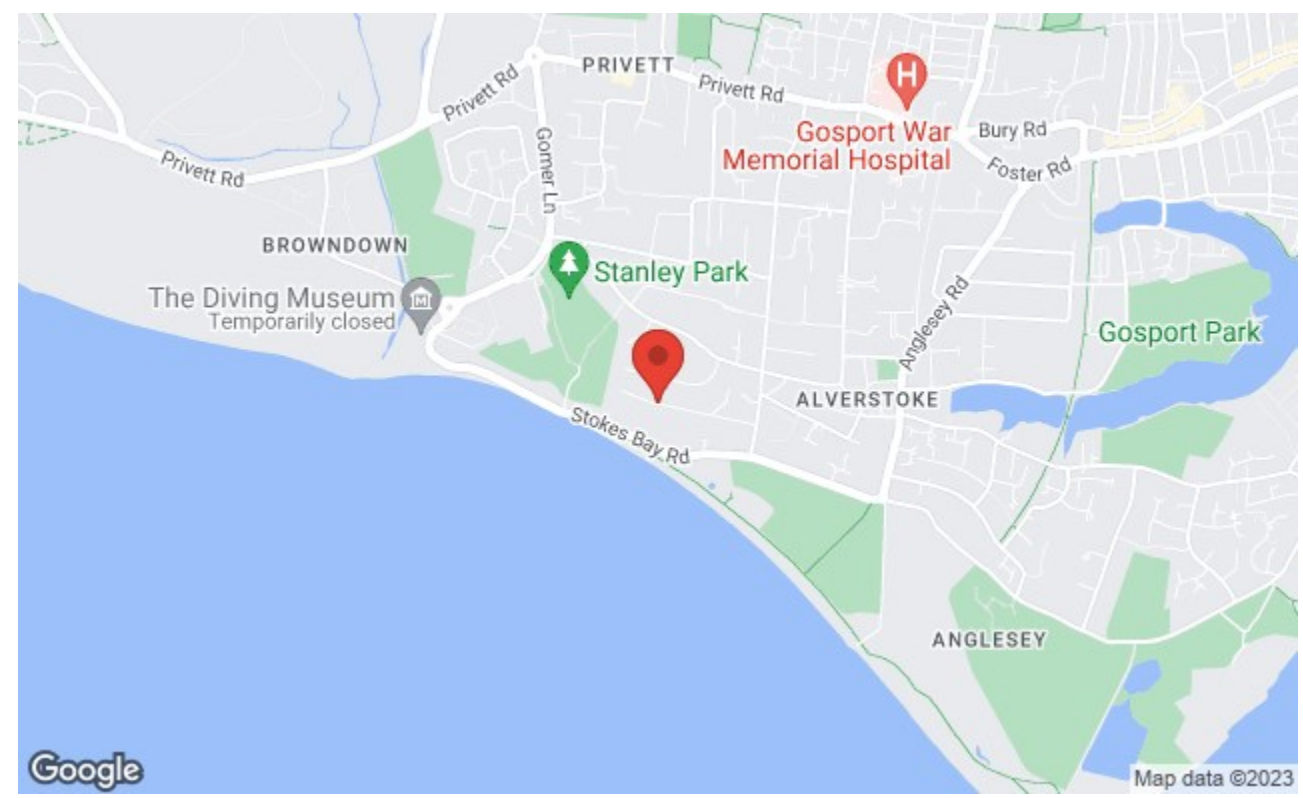 PRIVETT
Privett Rd
Privett Rd
H
Gosport War
Memorial Hospital
Bury Rd
Foster Rd
Privett Rd
Gomer Ln
BROWNDOWN
Stanley Park
The Diving Museum
Temporarily closed
M
Anglesey Rd
Gosport Park
ALVERSTOKE
Stokes Bay Rd
ANGLESEY
Google
Map data ©2023